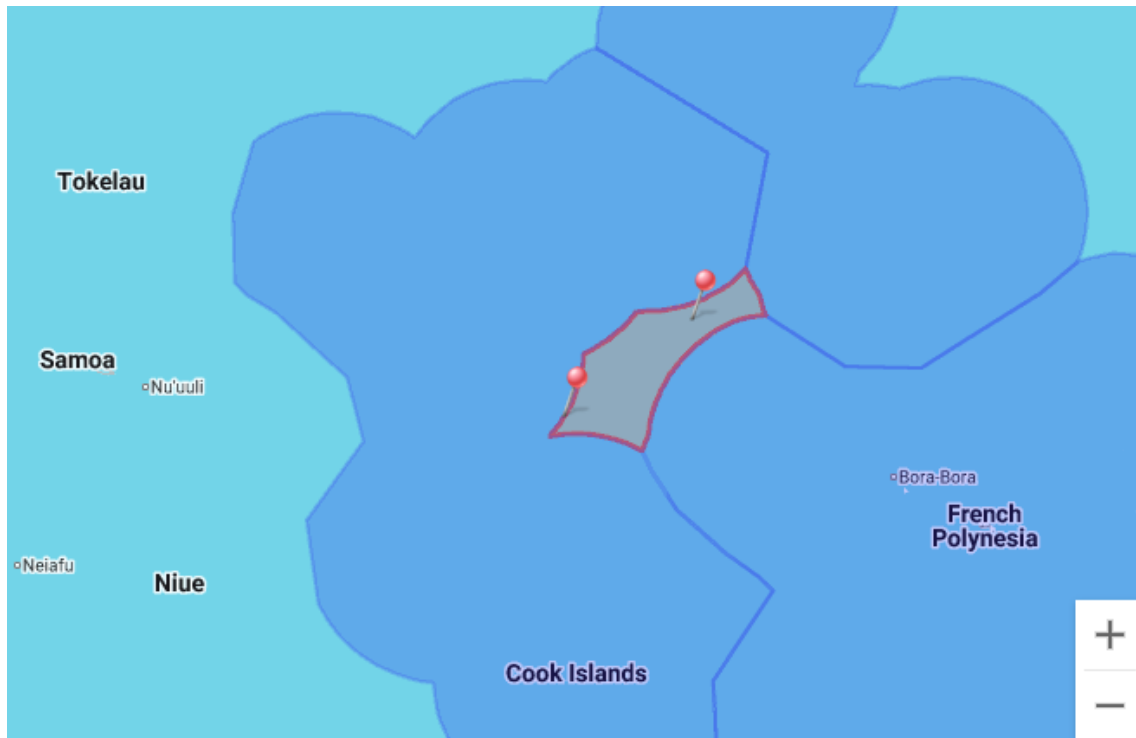 Tokelau
Samoa
Nu'uuli
Bora-Bora
French
Polynesia
Neiafu
Niue
Cook Islands
+
−